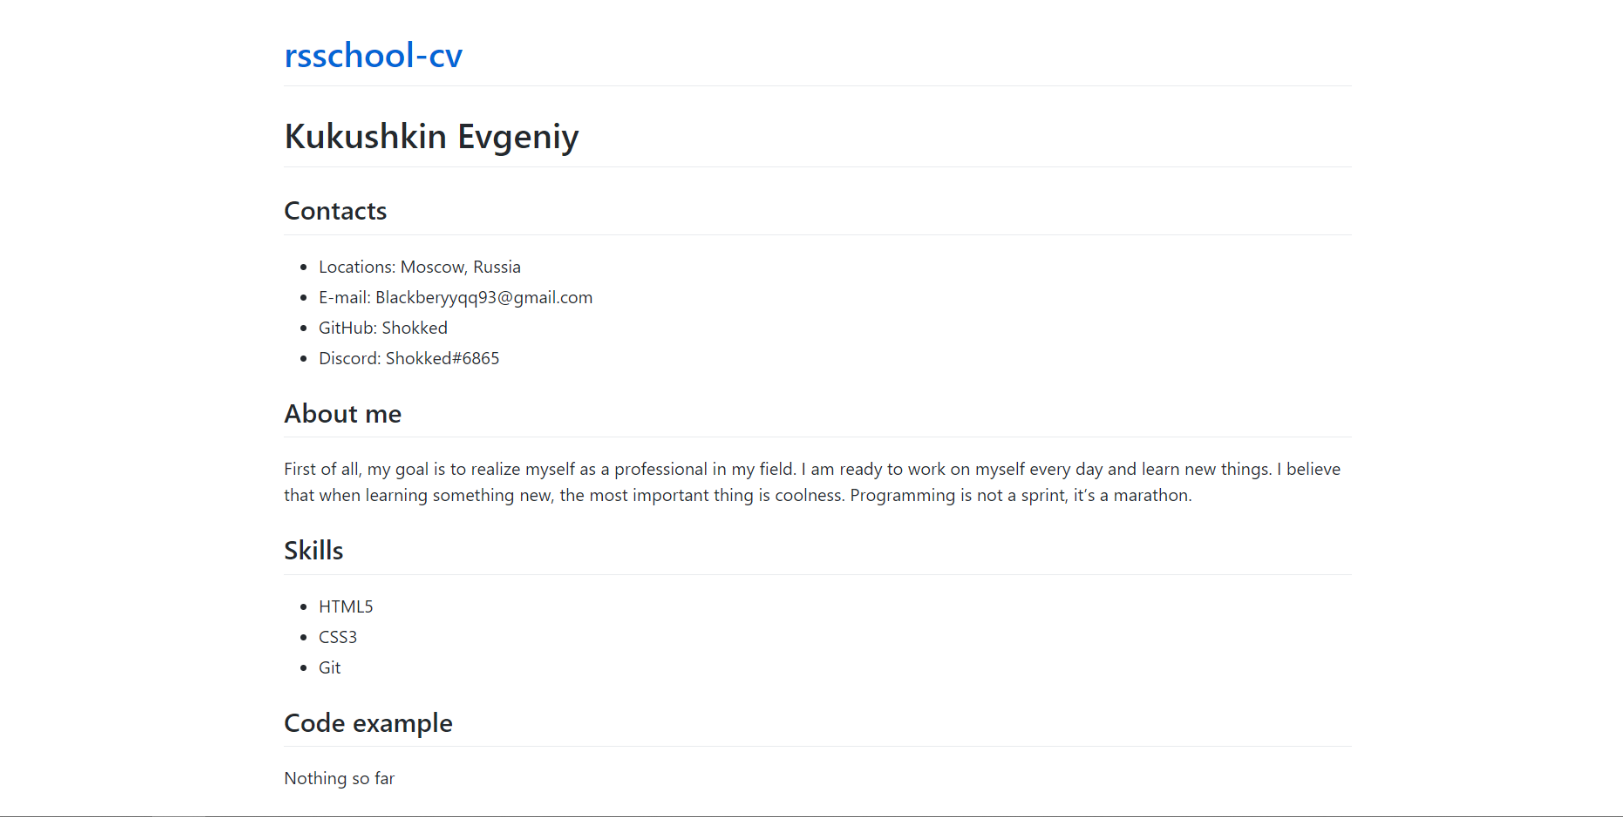 rsschool-cv
Kukushkin Evgeniy
Contacts
Locations: Moscow, Russia
E-mail: Blackberyyqq93@gmail.com
GitHub: Shokked
Discord: Shokked#6865
About me
First of all, my goal is to realize myself as a professional in my field. I am ready to work on myself every day and learn new things. I believe
that when learning something new, the most important thing is coolness. Programming is not a sprint, it’s a marathon.
Skills
HTML5
CSS3
Git
Code example
Nothing so far